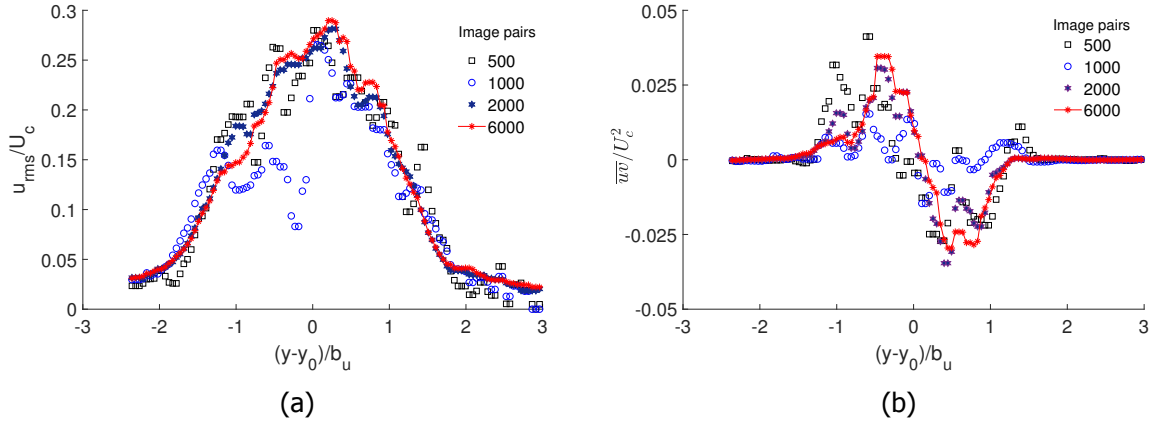 0.3
0.25
0.2
0.15
0.1
0.05
0
u_rms/U_c
-3 -2 -1 0 1 2 3
(y-y_0)/b_u
Image pairs
500
1000
2000
6000
(a)
0.05
0.025
0
-0.025
-0.05
\overline{uv}/U_c^2
-3 -2 -1 0 1 2 3
(y-y_0)/b_u
Image pairs
500
1000
2000
6000
(b)